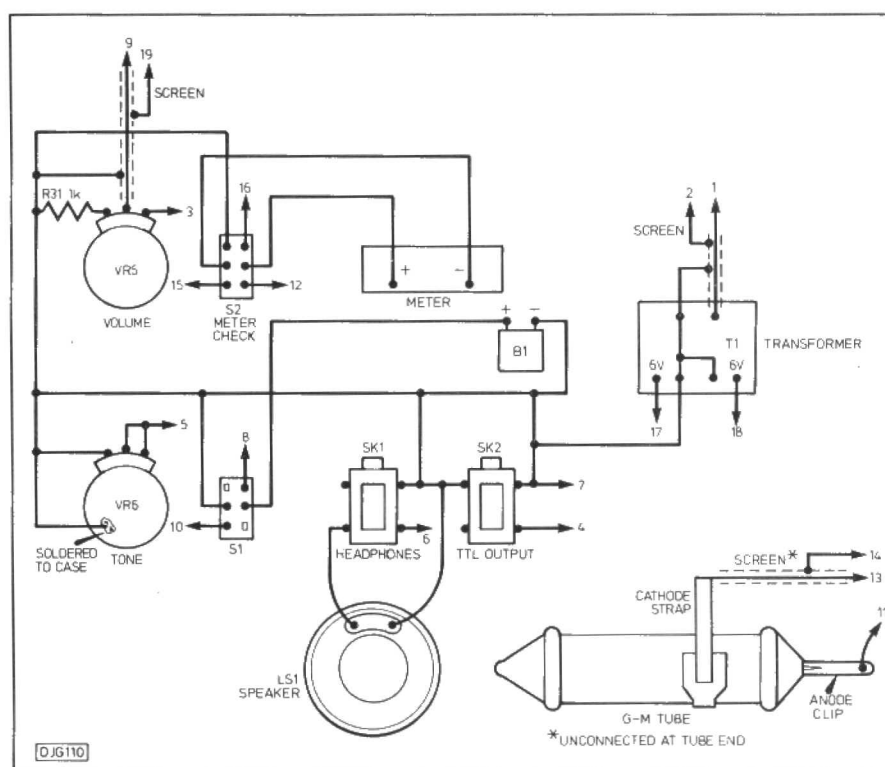 9
19
SCREEN
R31 1k
3
16
VR5
VOLUME
15
12
S2
METER
CHECK
+ −
METER
2
1
SCREEN
T1
TRANSFORMER
6V
6V
17
18
+ −
B1
5
8
VR6
10
SOLDERED
TO CASE
TONE
S1
SK1
SK2
7
6
4
HEADPHONES
TTL OUTPUT
LS1
SPEAKER
SCREEN*
14
13
CATHODE
STRAP
11
ANODE
CLIP
G-M TUBE
*UNCONNECTED AT TUBE END
DJG110